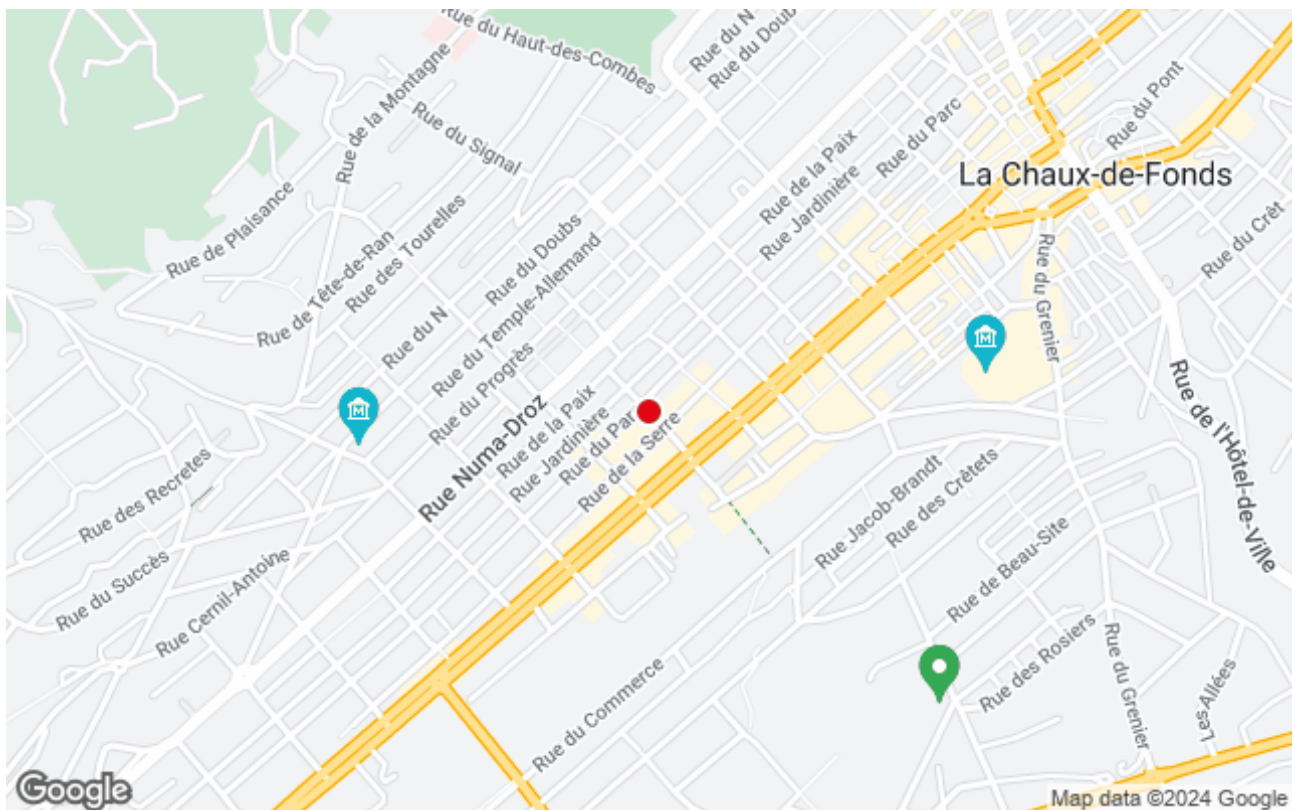 Rue du Haut-des-Combes
Rue du N
Rue du Dou
Rue de la Montagne
Rue du Signal
Rue du Pont
Rue du Parc
Rue de la Paix
Rue Jardinière
La Chaux-de-Fonds
Rue de Plaisance
Rue de Tête-de-Ran
Rue des Tourelles
Rue du Doubs
Rue du Temple-Allemand
Rue du N
Rue du Progrès
Rue du Crêt
Rue du Grenier
Rue Numa-Droz
Rue de la Paix
Rue Jardinière
Rue du Par
Rue de la Serre
Rue de l'Hôtel-de-Ville
Rue des Recretes
Rue du Succès
Rue Cernil-Antoine
Rue Jacob-Brandt
Rue des Crêtets
Rue de Beau-Site
Rue des Rosiers
Rue du Grenier
Les Allées
Rue du Commerce
Google
Map data ©2024 Google